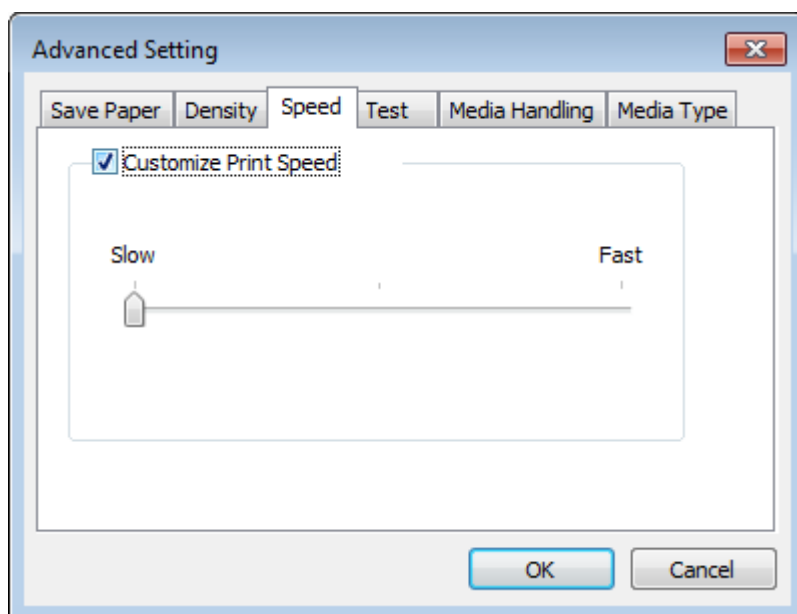 Advanced Setting
Save Paper Density Speed Test Media Handling Media Type
Customize Print Speed
Slow Fast
OK Cancel